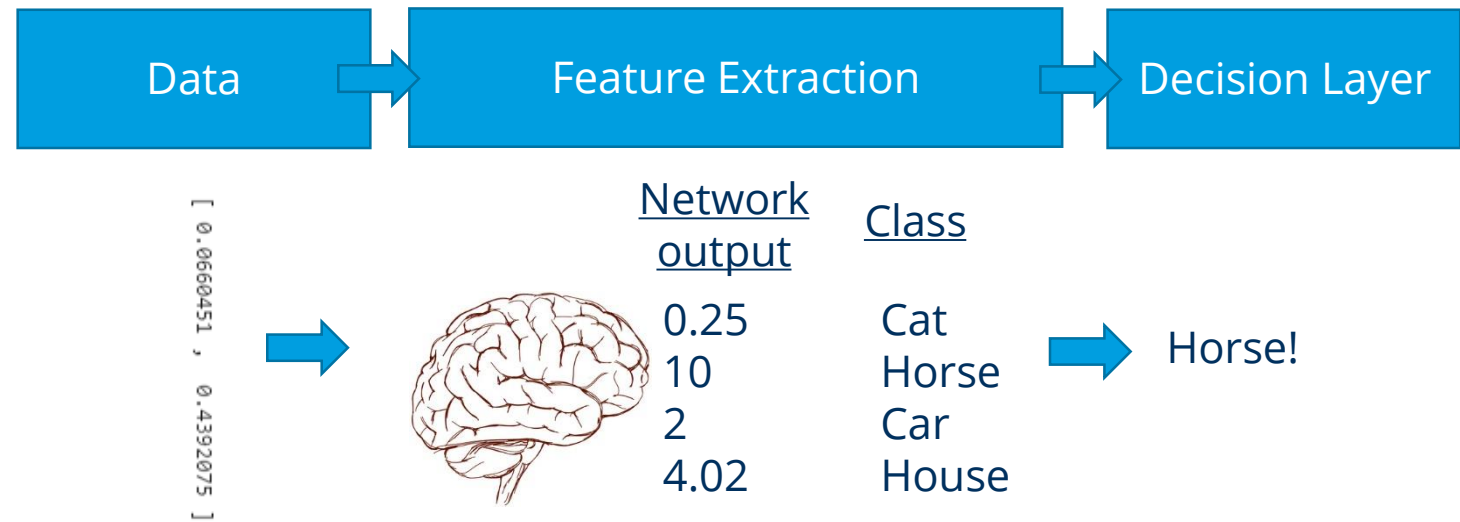 Data
Feature Extraction
Decision Layer
[ 0.0660451 , 0.4392075 ]
Network
output
Class
0.25 Cat
10 Horse
2 Car
4.02 House
Horse!